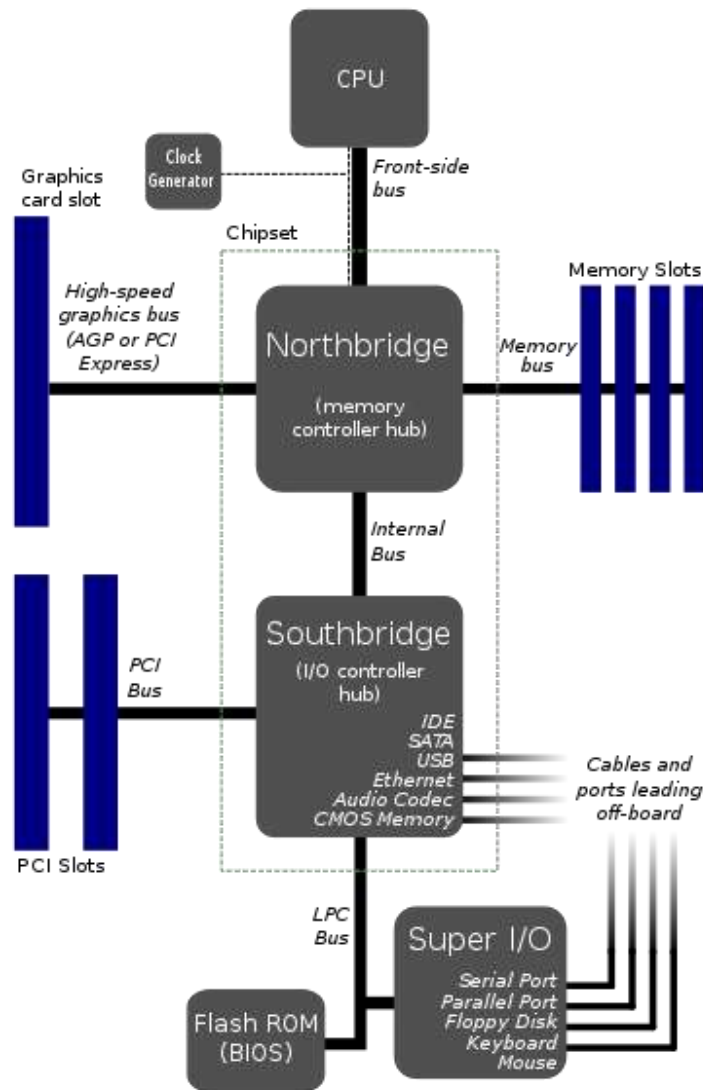 CPU
Clock
Generator
Front-side
bus
Graphics
card slot
Chipset
High-speed
graphics bus
(AGP or PCI
Express)
Northbridge
(memory
controller hub)
Memory
bus
Memory Slots
Internal
Bus
Southbridge
(I/O controller
hub)
PCI
Bus
IDE
SATA
USB
Ethernet
Audio Codec
CMOS Memory
Cables and
ports leading
off-board
PCI Slots
LPC
Bus
Super I/O
Serial Port
Parallel Port
Floppy Disk
Keyboard
Mouse
Flash ROM
(BIOS)